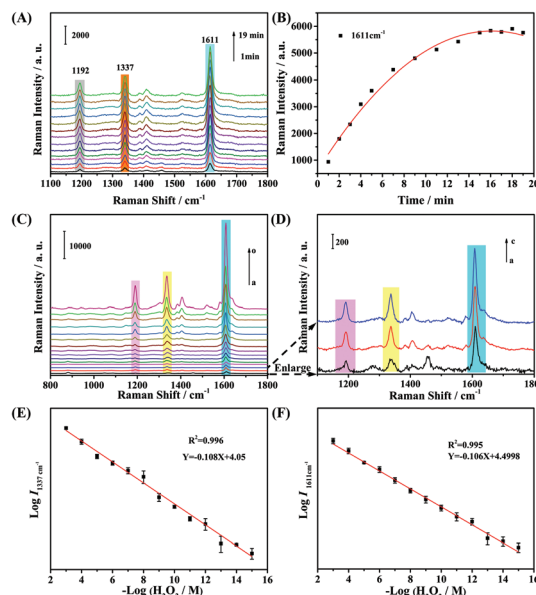 (A)
2000
1192
1337
1611
19 min
1min
Raman Intensity / a. u.
1100 1200 1300 1400 1500 1600 1700 1800
Raman Shift / cm-1
(B)
1611cm-1
Raman Intensity / a.u.
6000
5000
4000
3000
2000
1000
0 2 4 6 8 10 12 14 16 18 20
Time / min
(C)
10000
o
a
Raman Intensity / a. u.
800 1000 1200 1400 1600 1800
Raman Shift / cm-1
Enlarge
(D)
200
c
a
Raman Intensity / a. u.
1200 1400 1600 1800
Raman Shift / cm-1
(E)
R2=0.996
Y=-0.108X+4.05
Log I1337 cm-1
2 4 6 8 10 12 14 16
-Log (H2O2 / M)
(F)
R2=0.995
Y=-0.106X+4.4998
Log I1611cm-1
2 4 6 8 10 12 14 16
-Log (H2O2 / M)